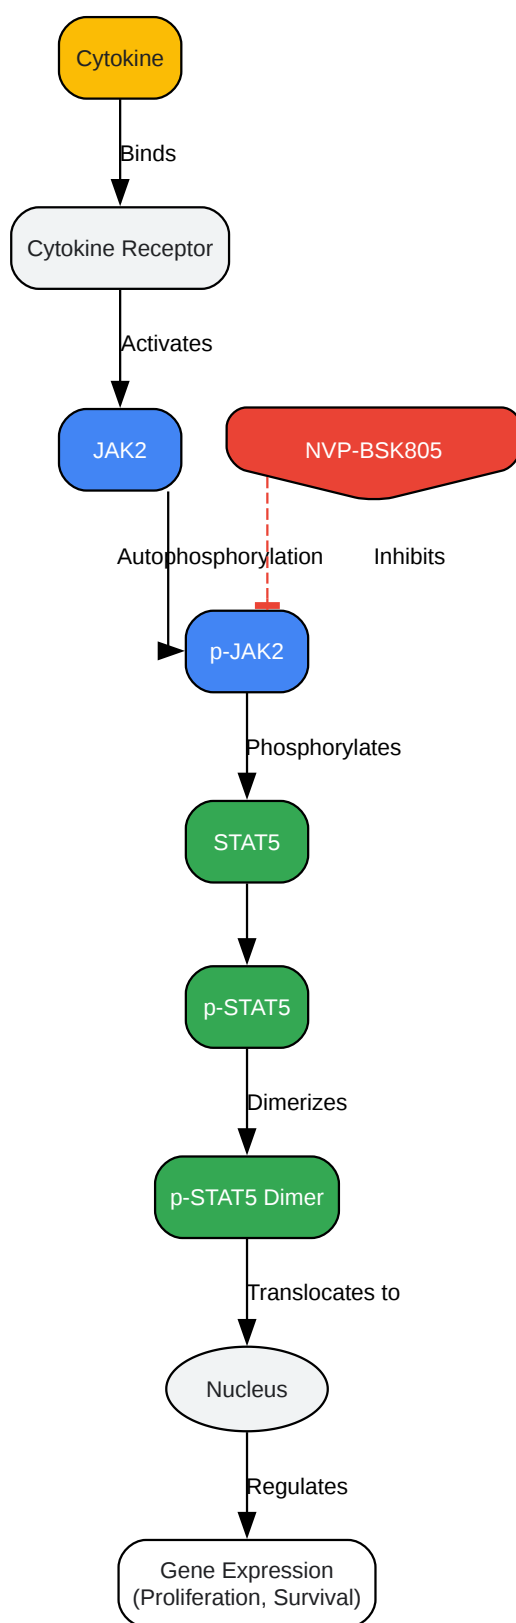 Cytokine
Binds
Cytokine Receptor
Activates
JAK2
NVP-BSK805
Autophosphorylation
Inhibits
p-JAK2
Phosphorylates
STAT5
p-STAT5
Dimerizes
p-STAT5 Dimer
Translocates to
Nucleus
Regulates
Gene Expression
(Proliferation, Survival)